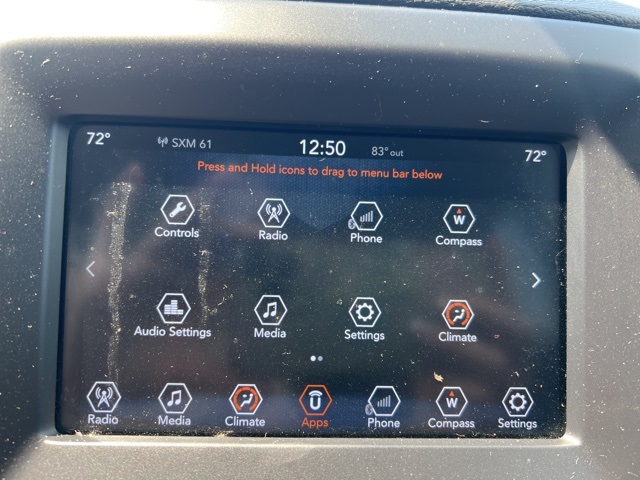 72° SXM 61 12:50 83° out 72°
Press and Hold icons to drag to menu bar below
W
Controls Radio Phone Compass
Audio Settings Media Settings Climate
W
Radio Media Climate Apps Phone Compass Settings